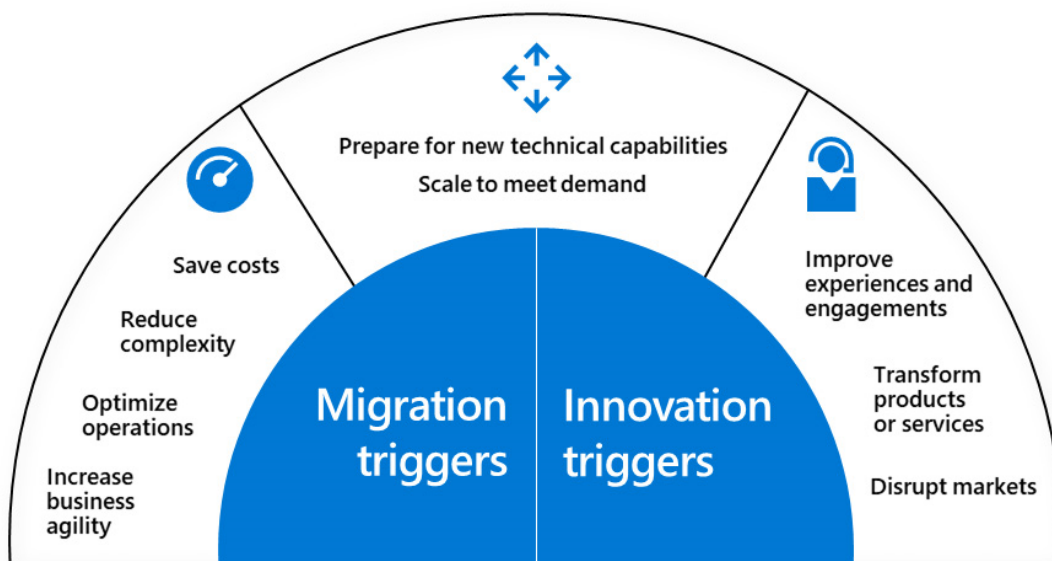 Prepare for new technical capabilities
Scale to meet demand
Save costs
Reduce
complexity
Optimize
operations
Increase
business
agility
Migration
triggers
Innovation
triggers
Improve
experiences and
engagements
Transform
products
or services
Disrupt markets